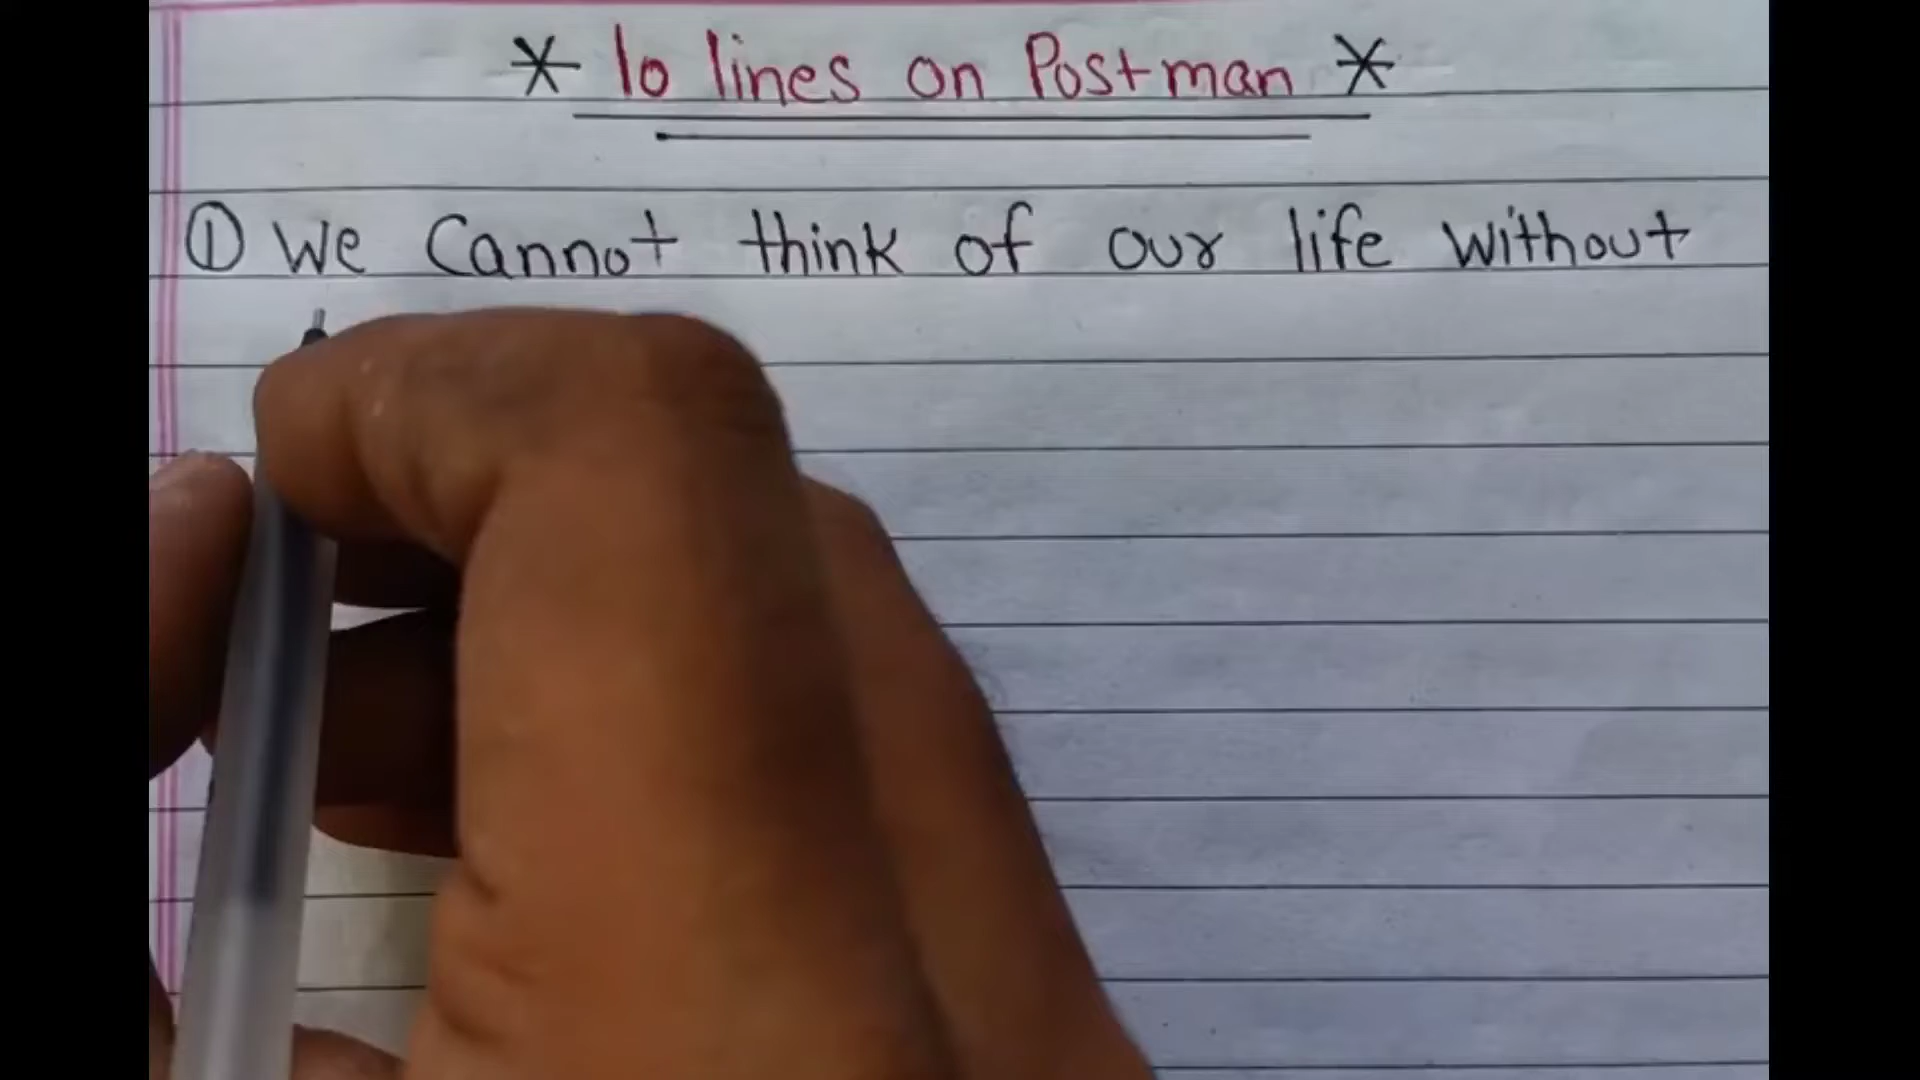 * 10 lines on Postman *
① We Cannot think of our life without